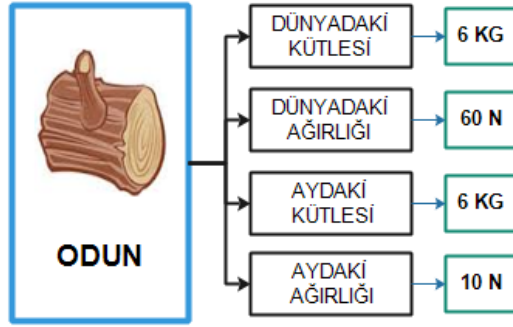 ODUN
DÜNYADAKİ
KÜTLESİ
6 KG
DÜNYADAKİ
AĞIRLIĞI
60 N
AYDAKİ
KÜTLESİ
6 KG
AYDAKİ
AĞIRLIĞI
10 N